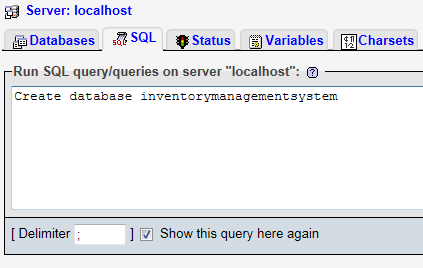 Server: localhost
Databases SQL Status Variables Charsets
Run SQL query/queries on server "localhost":
Create database inventorymanagementsystem
[ Delimiter ; ] Show this query here again